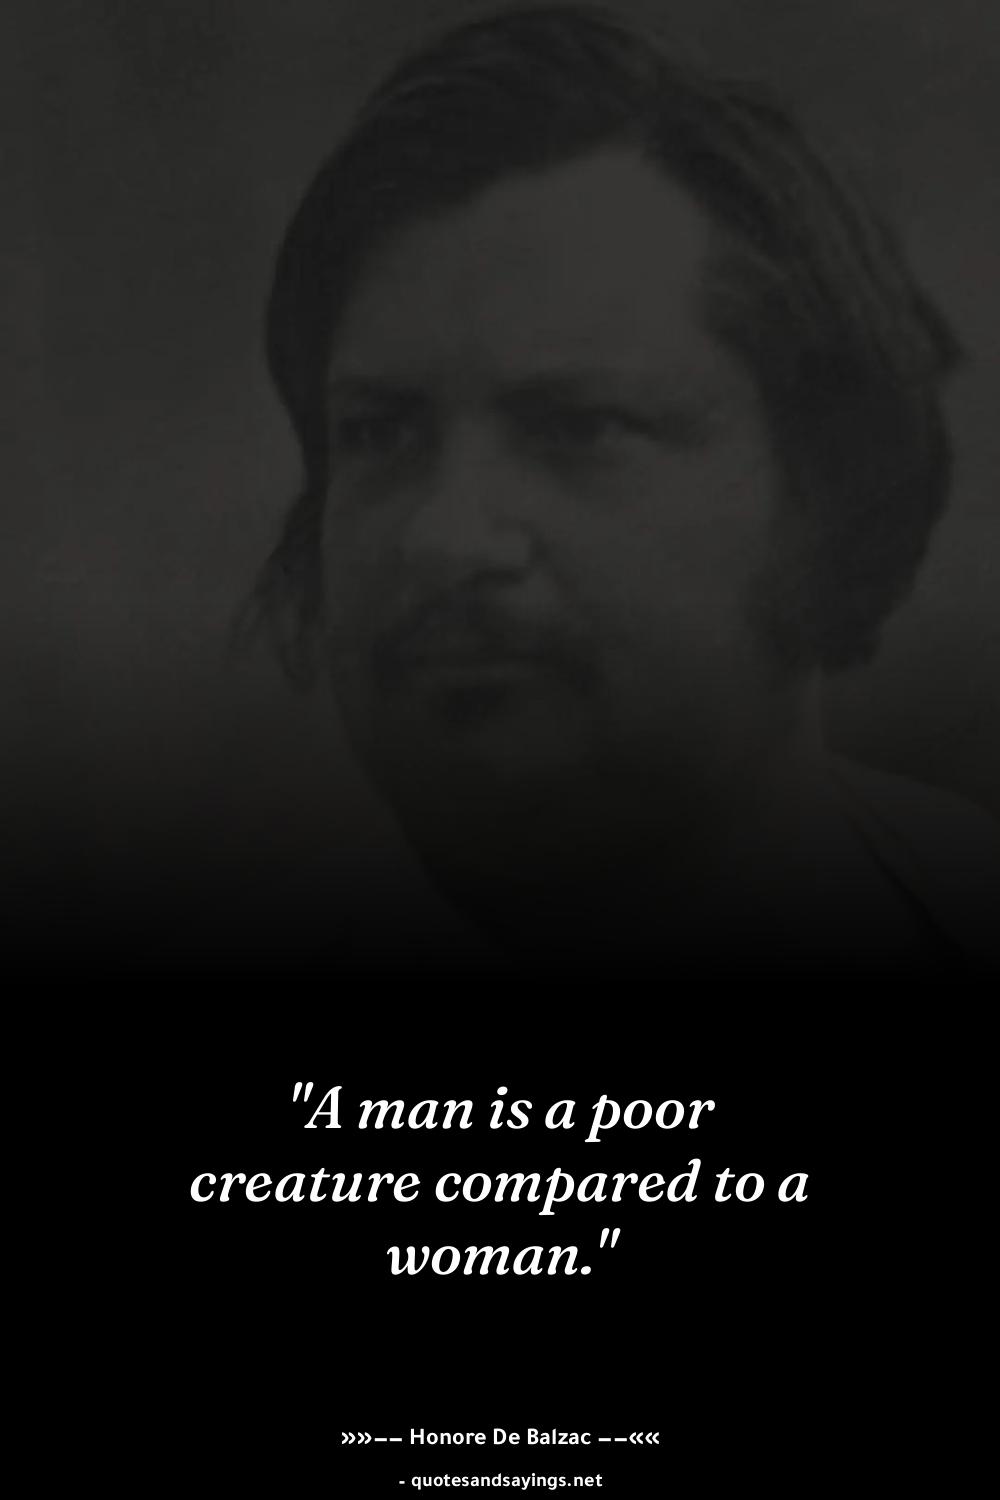 "A man is a poor
creature compared to a
woman."
»»−− Honore De Balzac −−««
- quotesandsayings.net